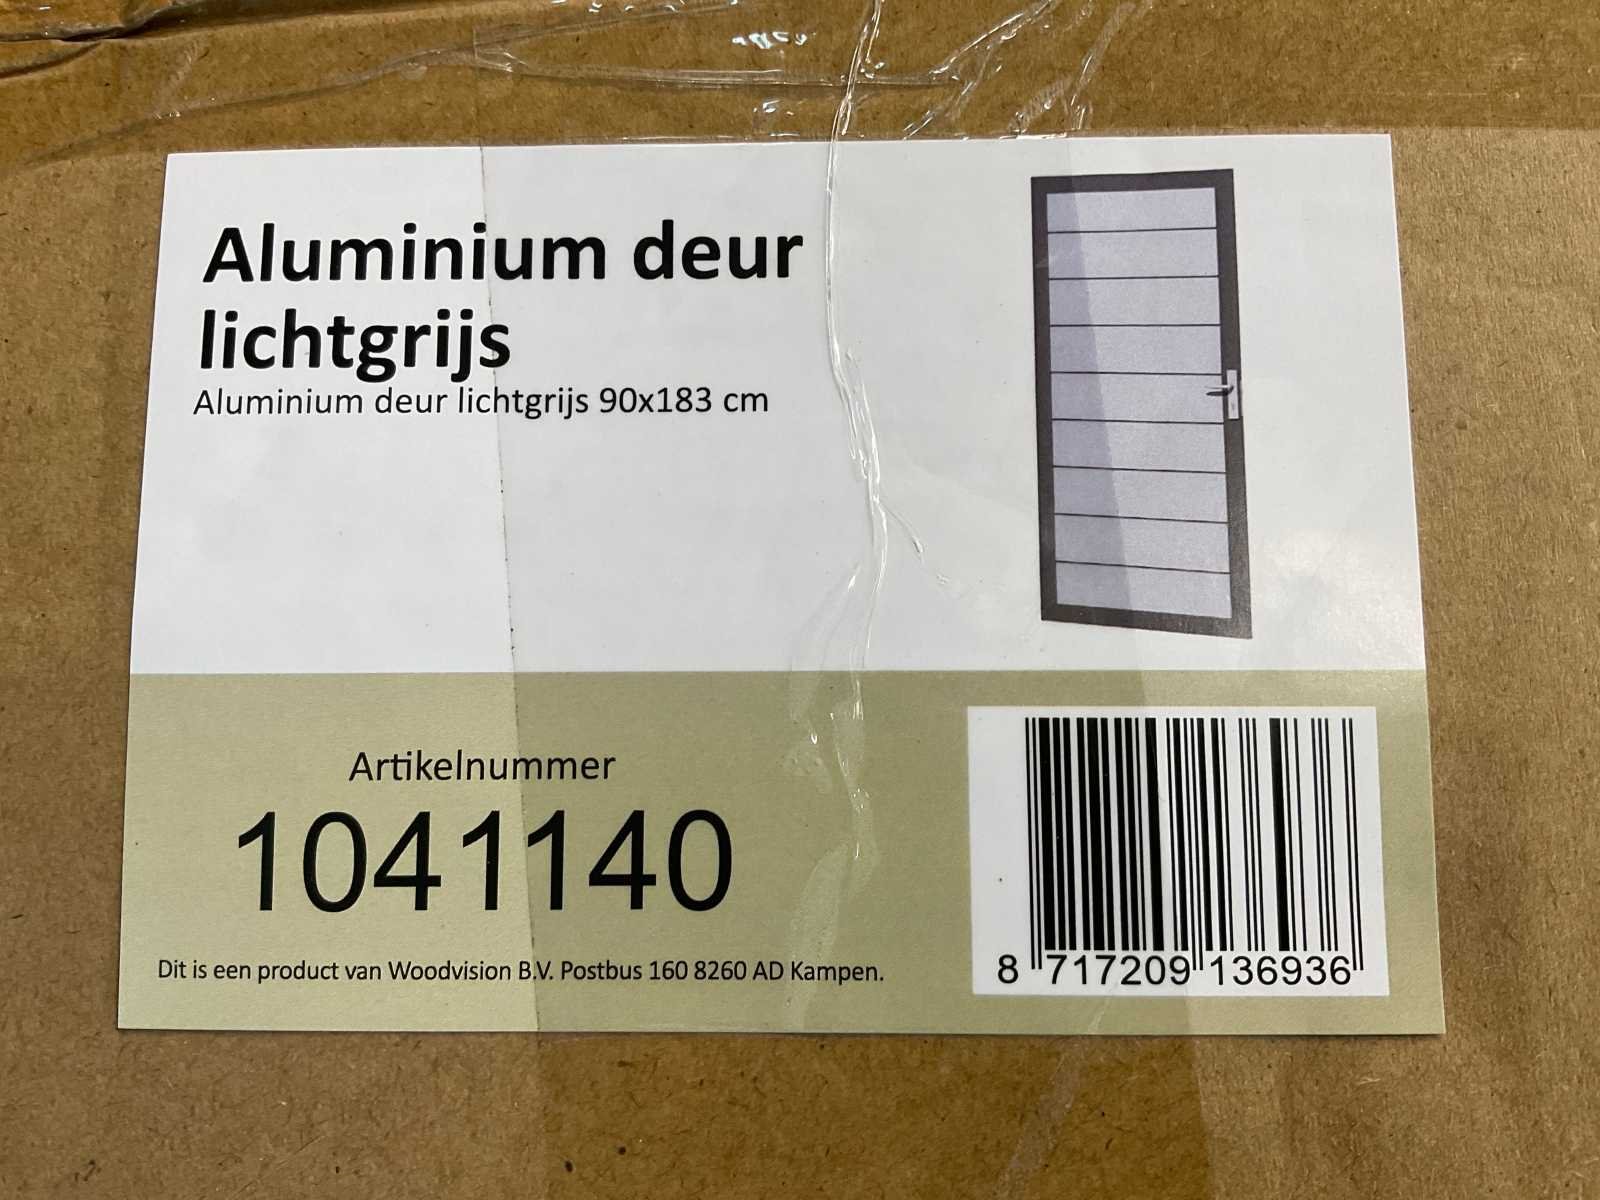 Aluminium deur
lichtgrijs
Aluminium deur lichtgrijs 90x183 cm
Artikelnummer
1041140
Dit is een product van Woodvision B.V. Postbus 160 8260 AD Kampen.
8 717209 136936